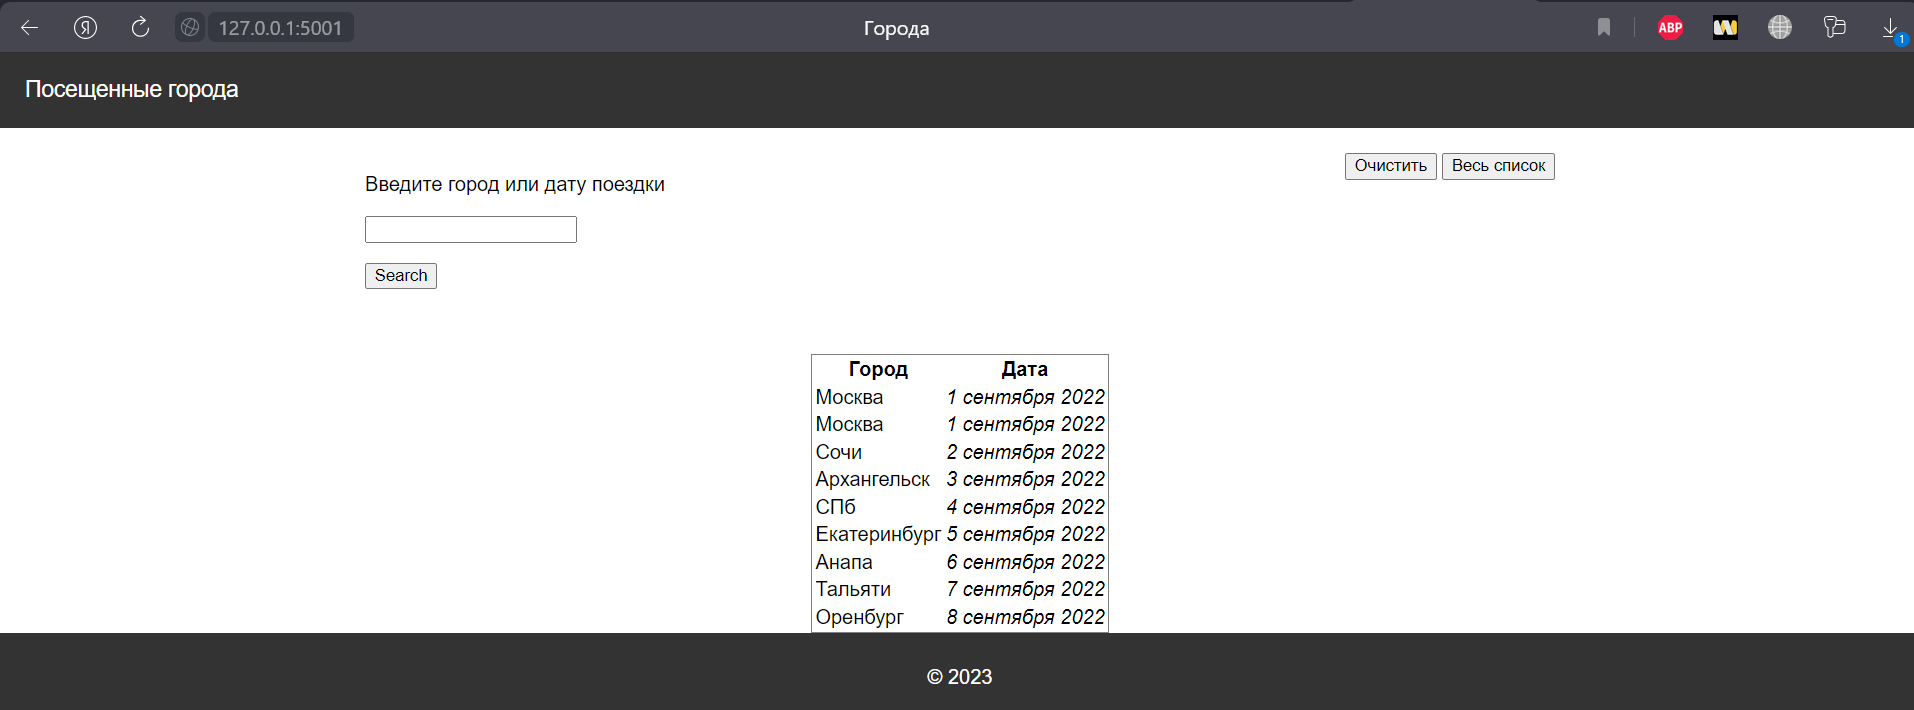 127.0.0.1:5001 Города ABP 1
Посещенные города
Очистить Весь список
Введите город или дату поездки
Search
Город Дата
Москва 1 сентября 2022
Москва 1 сентября 2022
Сочи 2 сентября 2022
Архангельск 3 сентября 2022
СПб 4 сентября 2022
Екатеринбург 5 сентября 2022
Анапа 6 сентября 2022
Тальяти 7 сентября 2022
Оренбург 8 сентября 2022
© 2023